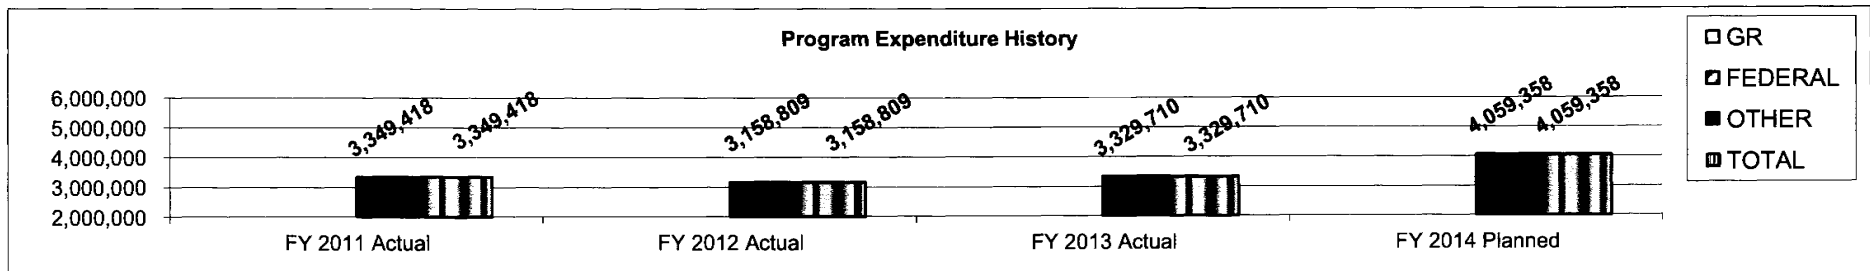 Program Expenditure History
GR
FEDERAL
OTHER
TOTAL
6,000,000
5,000,000
4,000,000
3,000,000
2,000,000
3,349,418 3,349,418
3,158,809 3,158,809
3,329,710 3,329,710
4,059,358 4,059,358
FY 2011 Actual FY 2012 Actual FY 2013 Actual FY 2014 Planned